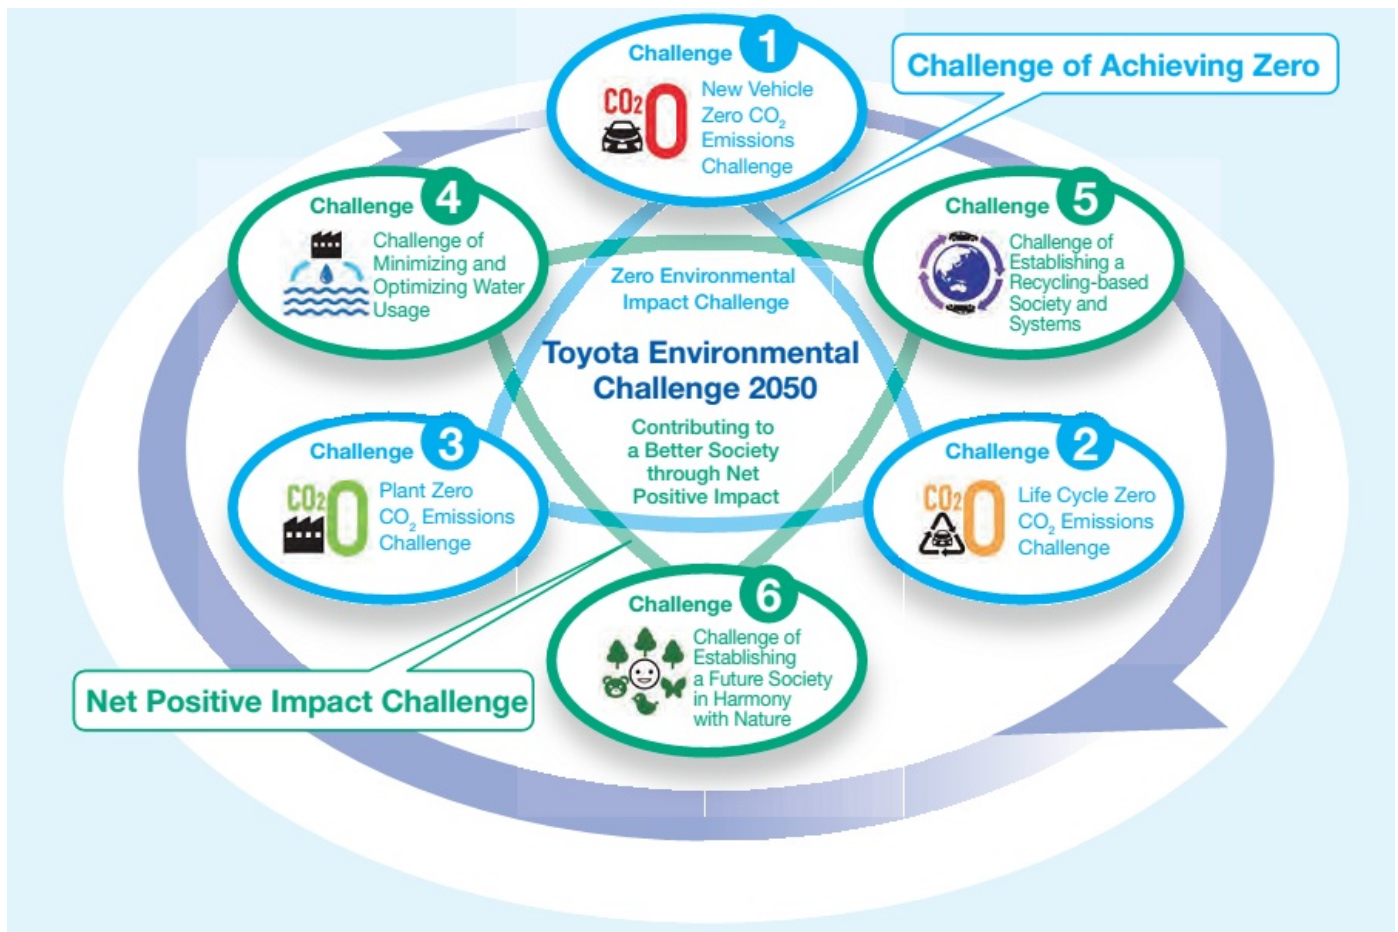 Challenge 1
CO2 0
New Vehicle
Zero CO₂
Emissions
Challenge
Challenge of Achieving Zero
Challenge 4
Challenge of
Minimizing and
Optimizing Water
Usage
Challenge 5
Challenge of
Establishing a
Recycling-based
Society and
Systems
Zero Environmental
Impact Challenge
Toyota Environmental
Challenge 2050
Contributing to
a Better Society
through Net
Positive Impact
Challenge 3
CO2 0
Plant Zero
CO₂ Emissions
Challenge
Challenge 2
CO2 0
Life Cycle Zero
CO₂ Emissions
Challenge
Challenge 6
Challenge of
Establishing
a Future Society
in Harmony
with Nature
Net Positive Impact Challenge